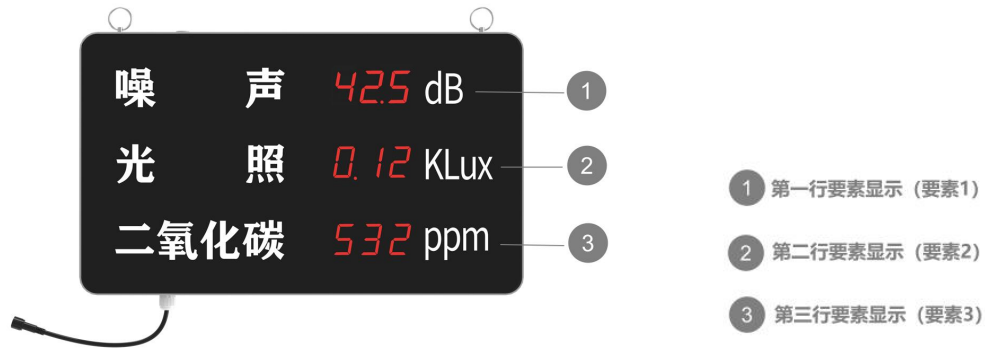 噪 声 42.5 dB 1
光 照 0.12 KLux 2
二氧化碳 532 ppm 3
1 第一行要素显示（要素1）
2 第二行要素显示（要素2）
3 第三行要素显示（要素3）